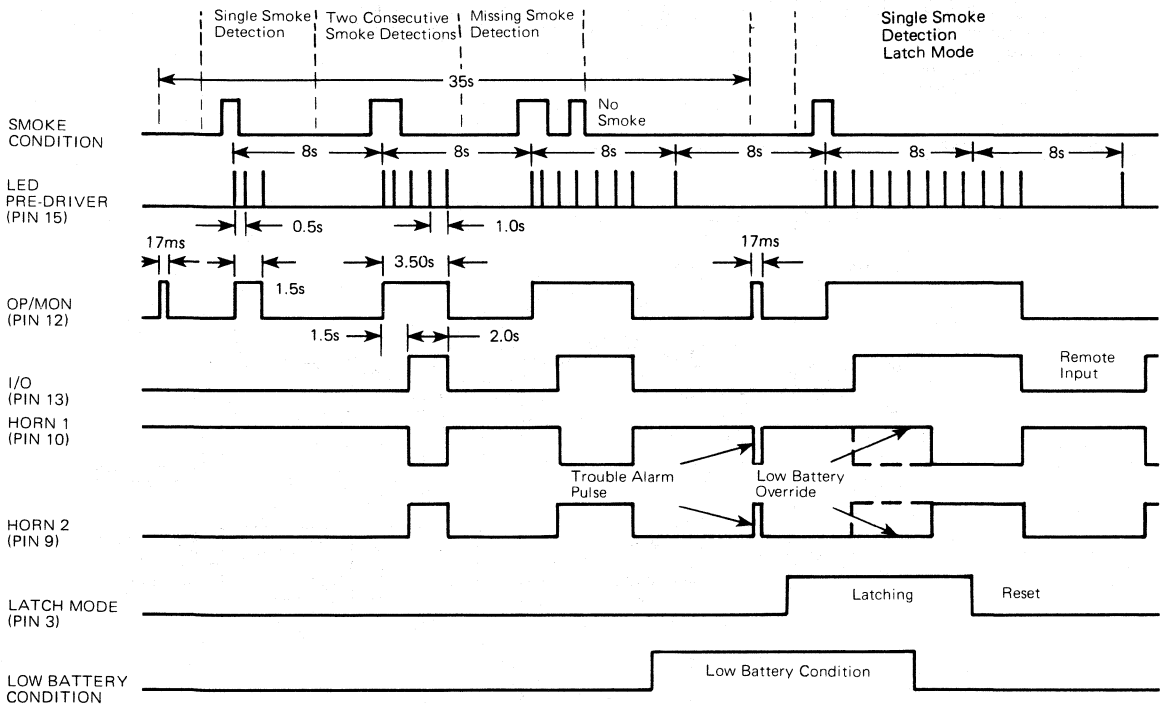 Single Smoke
Detection
Two Consecutive
Smoke Detections
Missing Smoke
Detection
Single Smoke
Detection
Latch Mode
35s
SMOKE
CONDITION
No
Smoke
8s
8s
8s
8s
8s
8s
LED
PRE-DRIVER
(PIN 15)
0.5s
1.0s
17ms
1.5s
3.50s
17ms
OP/MON
(PIN 12)
1.5s
2.0s
I/O
(PIN 13)
Remote
Input
HORN 1
(PIN 10)
Trouble Alarm
Pulse
Low Battery
Override
HORN 2
(PIN 9)
LATCH MODE
(PIN 3)
Latching
Reset
LOW BATTERY
CONDITION
Low Battery Condition